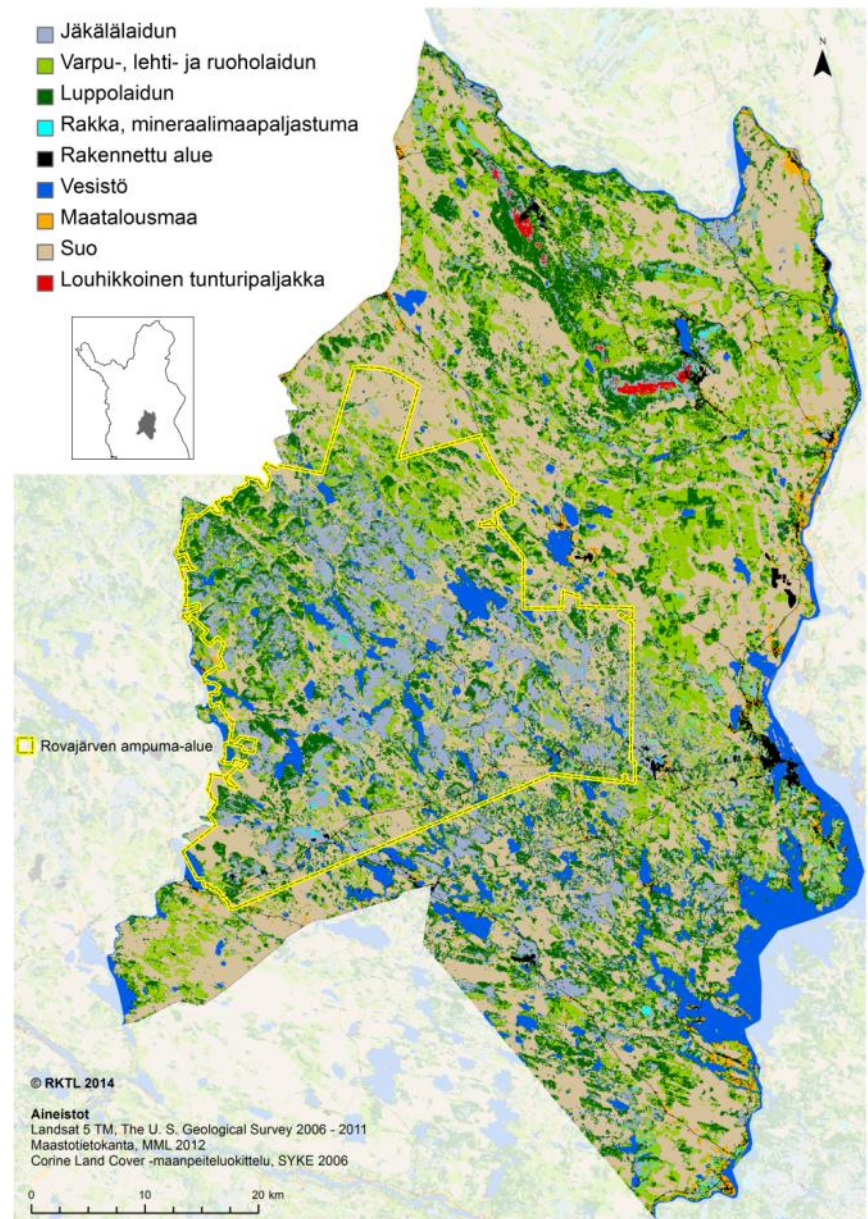 Jäkälälaidun
Varpu-, lehti- ja ruoholaidun
Luppolaidun
Rakka, mineraalimaapaljastuma
Rakennettu alue
Vesistö
Maatalousmaa
Suo
Louhikkoinen tunturipaljakka
N
Rovajärven ampuma-alue
© RKTL 2014
Aineistot
Landsat 5 TM, The U. S. Geological Survey 2006 - 2011
Maastotietokanta, MML 2012
Corine Land Cover -maanpeiteluokittelu, SYKE 2006
0 10 20 km